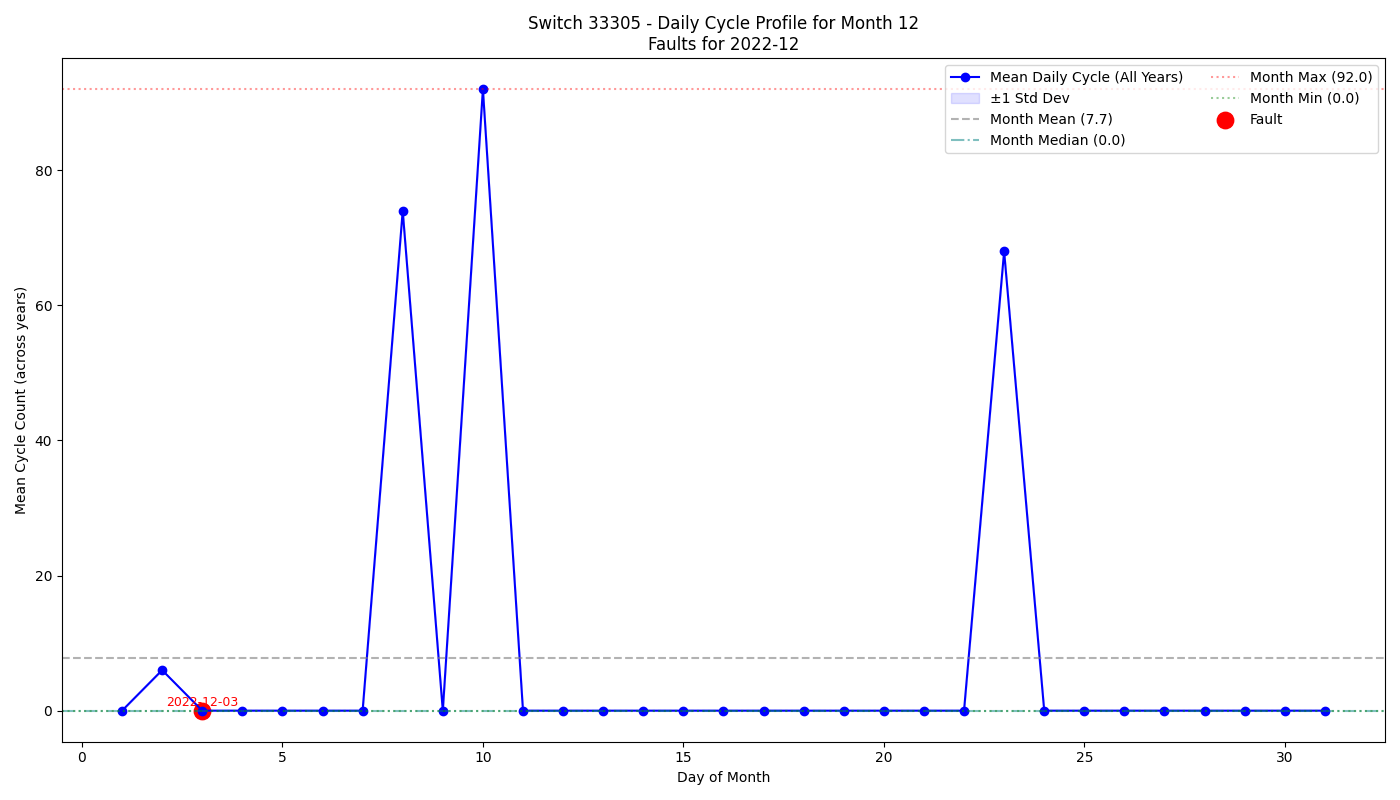 Switch 33305 - Daily Cycle Profile for Month 12
Faults for 2022-12
Mean Daily Cycle (All Years)
±1 Std Dev
Month Mean (7.7)
Month Median (0.0)
Month Max (92.0)
Month Min (0.0)
Fault
Mean Cycle Count (across years)
80
60
40
20
0
2022-12-03
0
5
10
15
20
25
30
Day of Month